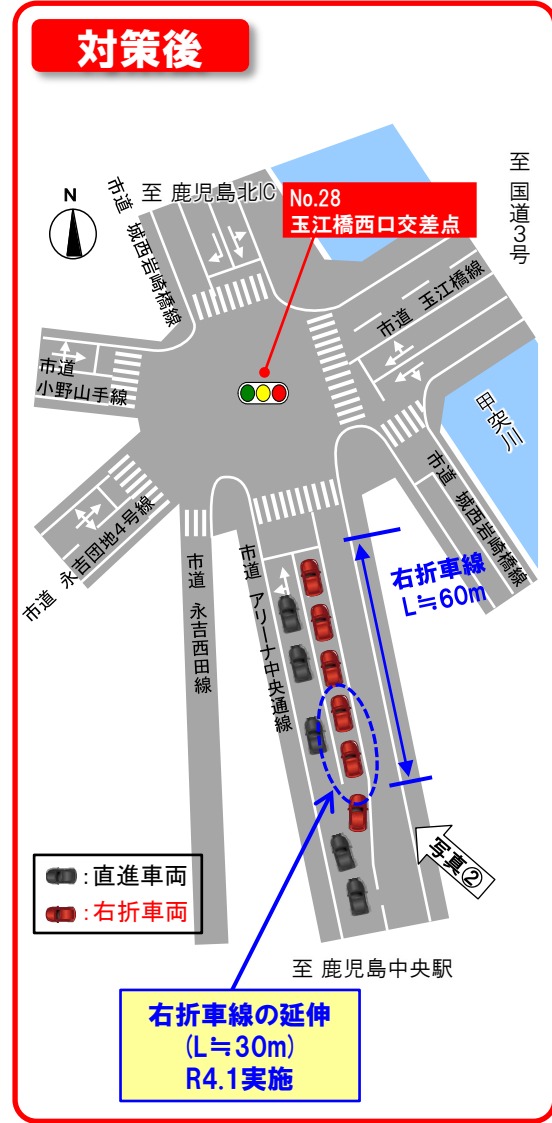 対策後
N
至 鹿児島北IC
市道 城西岩崎橋線
No.28
玉江橋西口交差点
至 国道3号
市道 玉江橋線
市道
小野山手線
甲突川
市道 城西岩崎橋線
市道 永吉団地4号線
市道 永吉西田線
市道 アリーナ中央通線
右折車線
L≒60m
写真②
:直進車両
:右折車両
至 鹿児島中央駅
右折車線の延伸
(L≒30m)
R4.1実施